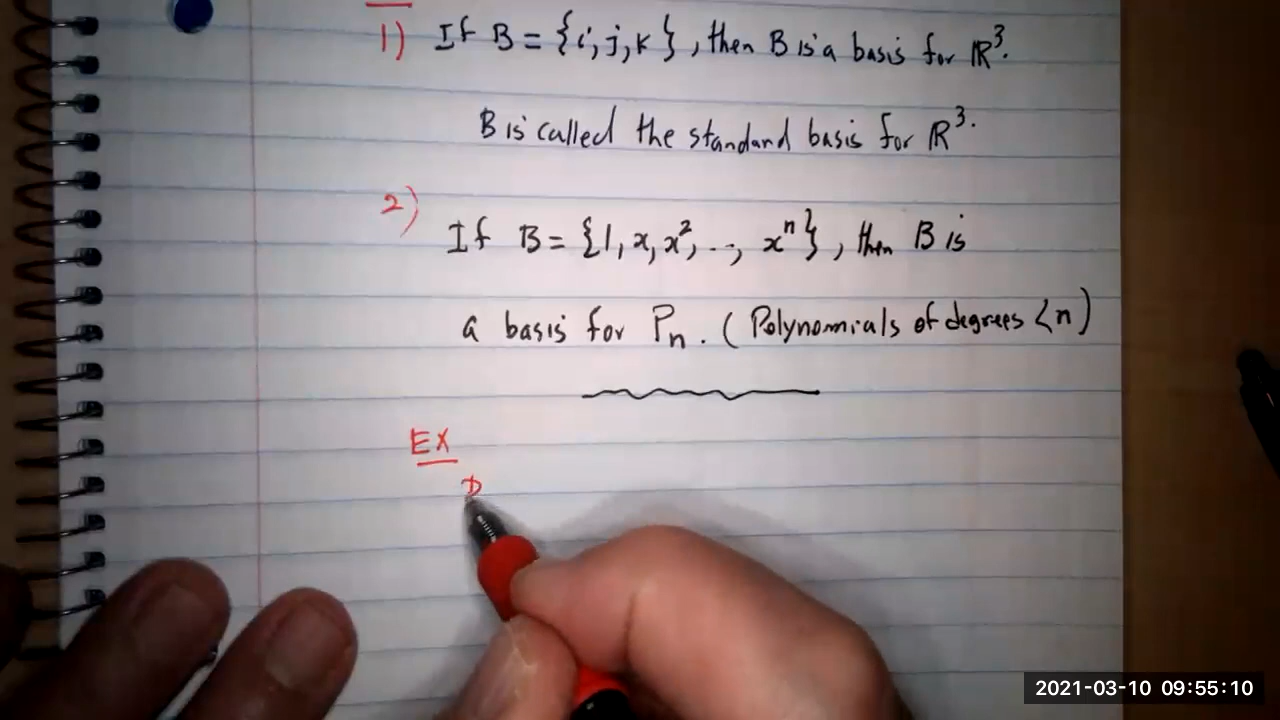 1) If B = {i, j, k}, then B is a basis for ℝ³.
B is called the standard basis for ℝ³.
2)
If B = {1, x, x², .., xⁿ}, then B is
a basis for Pₙ. (Polynomials of degrees <n)
EX
D
2021-03-10 09:55:10